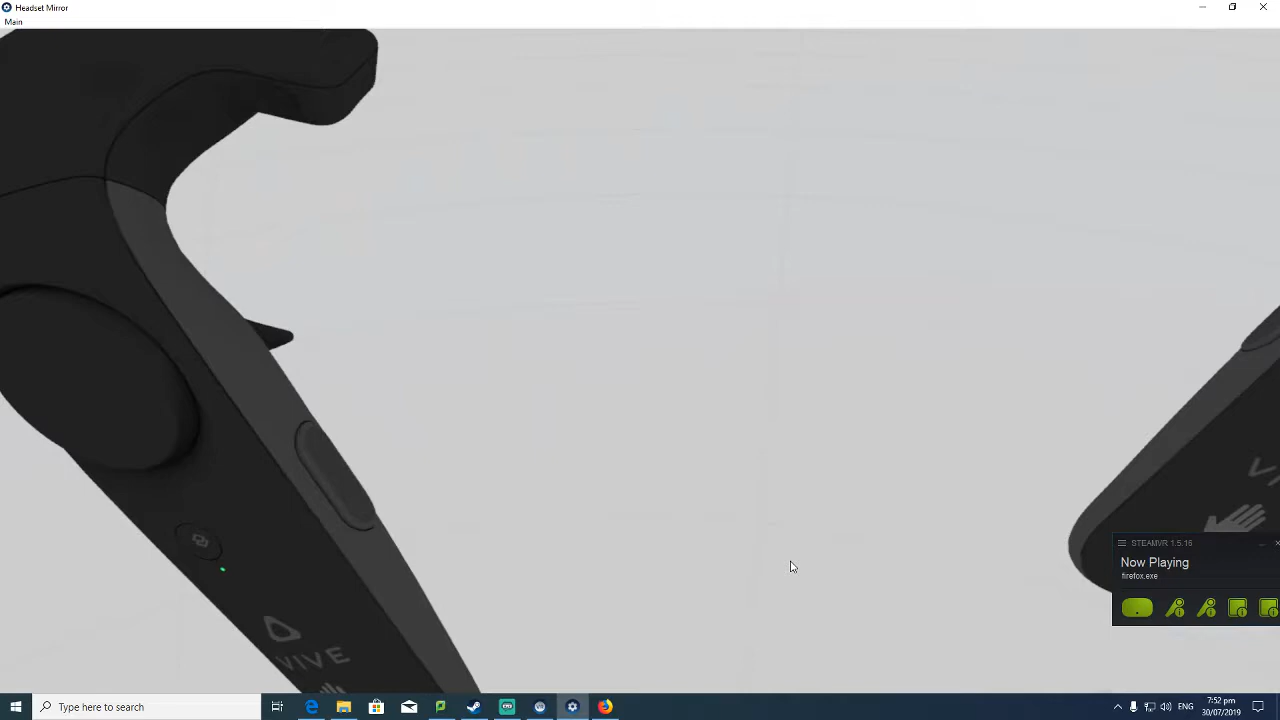 Headset Mirror
Main
VIVE
STEAMVR 1.5.16
Now Playing
firefox.exe
Type here to search
ENG
7:52 pm
30/07/2019